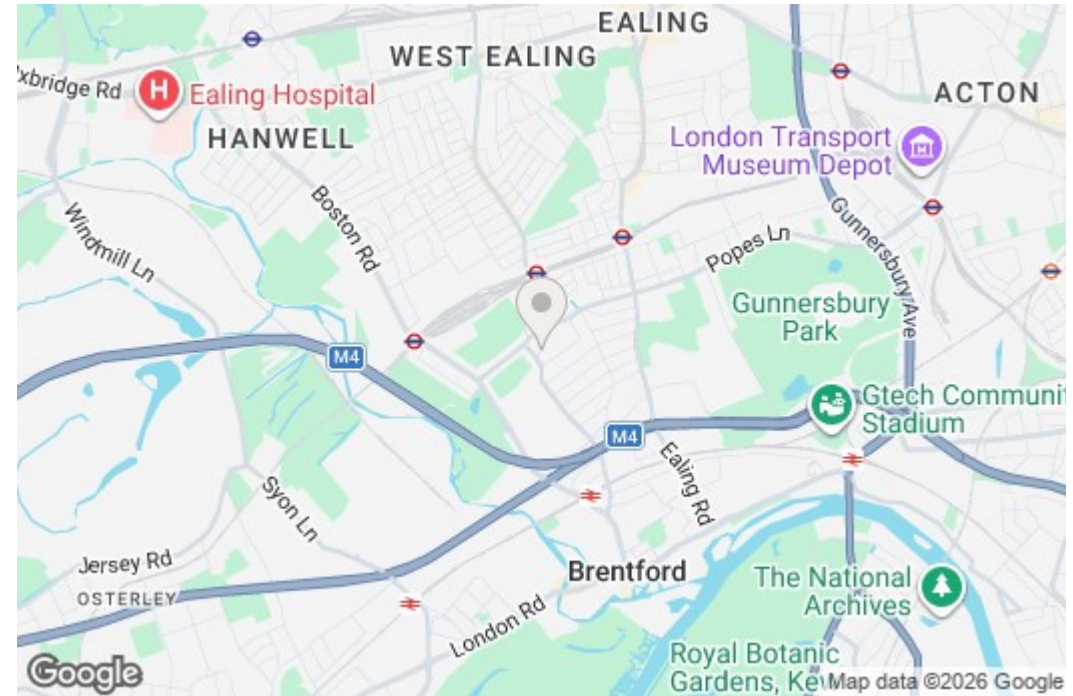 EALING
WEST EALING
xbridge Rd
H
Ealing Hospital
HANWELL
ACTON
London Transport
Museum Depot
Boston Rd
Windmill Ln
Popes Ln
Gunnersbury Ave
Gunnersbury
Park
M4
Gtech Communit
Stadium
M4
Ealing Rd
Syon Ln
Jersey Rd
OSTERLEY
Brentford
The National
Archives
London Rd
Royal Botanic
Gardens, Kew
Google
Map data ©2026 Google